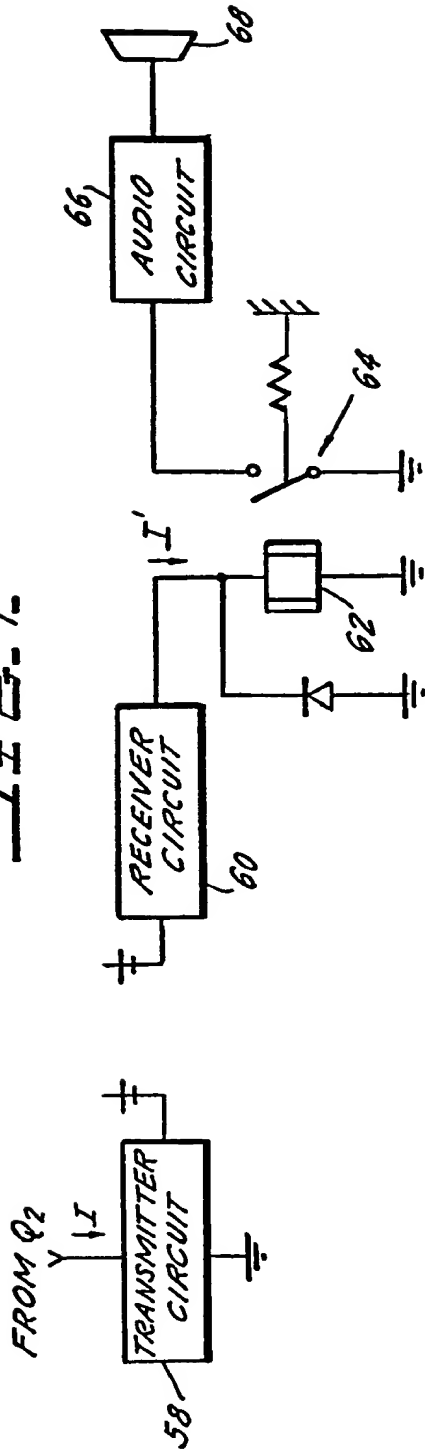 FROM Q2
I
TRANSMITTER
CIRCUIT
58
RECEIVER
CIRCUIT
60
I'
62
64
66
AUDIO
CIRCUIT
68